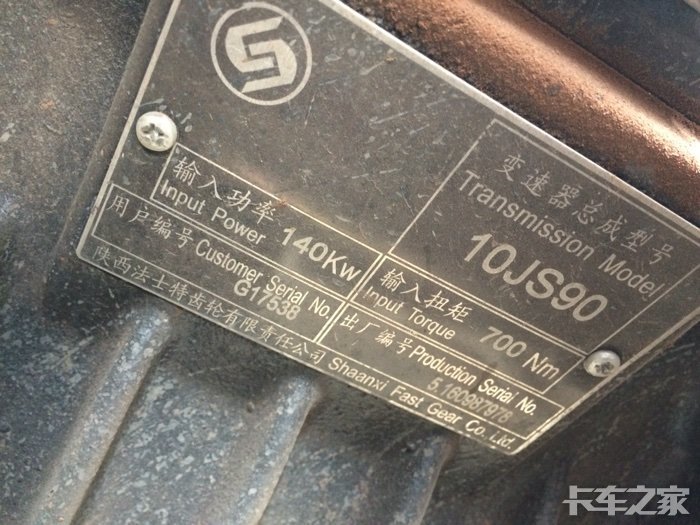 变速器总成型号
Transmission Model
10JS90
输入功率
Input Power
140Kw
输入扭矩
Input Torque
700 Nm
用户编号 Customer Serial No.
G17538
出厂编号 Production Serial No.
5.160987978
陕西法士特齿轮有限责任公司 Shaanxi Fast Gear Co., Ltd.
卡车之家